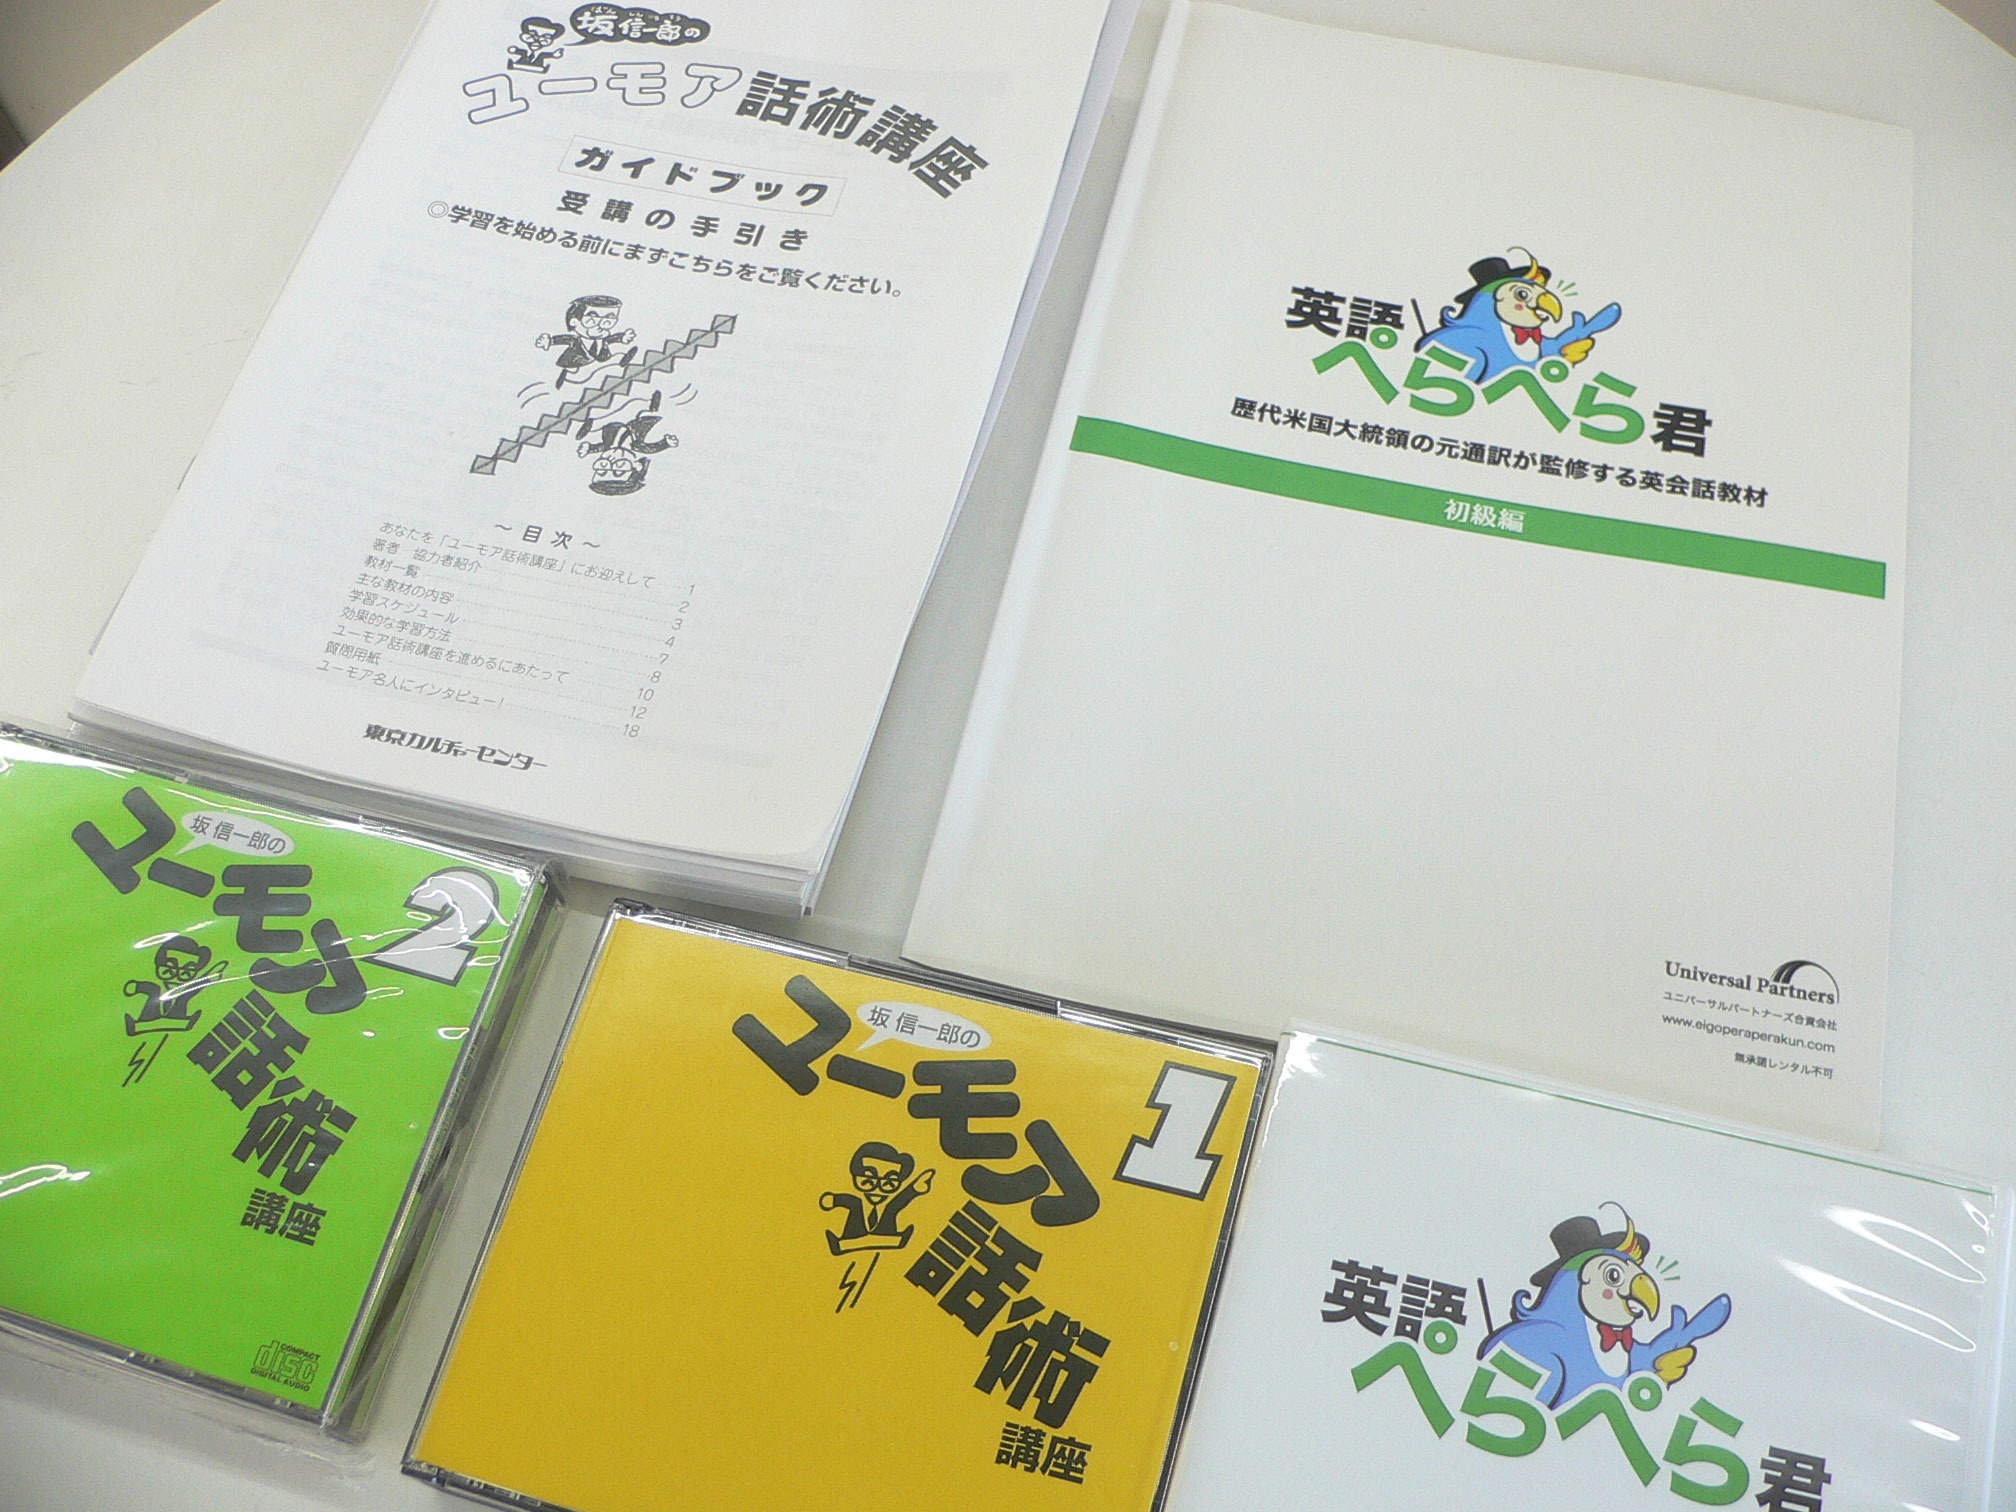 坂信一郎の
ばんしんいちろう
ユーモア話術講座
ガイドブック
受講の手引き
◎学習を始める前にまずこちらをご覧ください。
～目次～
あなたを「ユーモア話術講座」にお迎えして……1
著者・協力者紹介……2
教材一覧……3
主な教材の内容……4
学習スケジュール……7
効果的な学習方法……8
ユーモア話術講座を進めるにあたって……10
質問用紙……12
ユーモア名人にインタビュー！……18
東京カルチャーセンター
英語
ぺらぺら君
歴代米国大統領の元通訳が監修する英会話教材
初級編
Universal Partners
ユニバーサルパートナーズ合資会社
www.eigoperaperakun.com
無承諾レンタル不可
坂信一郎の
ユーモア話術
講座
2
COMPACT
disc
DIGITAL AUDIO
坂信一郎の
ユーモア話術
講座
1
英語
ぺらぺら君